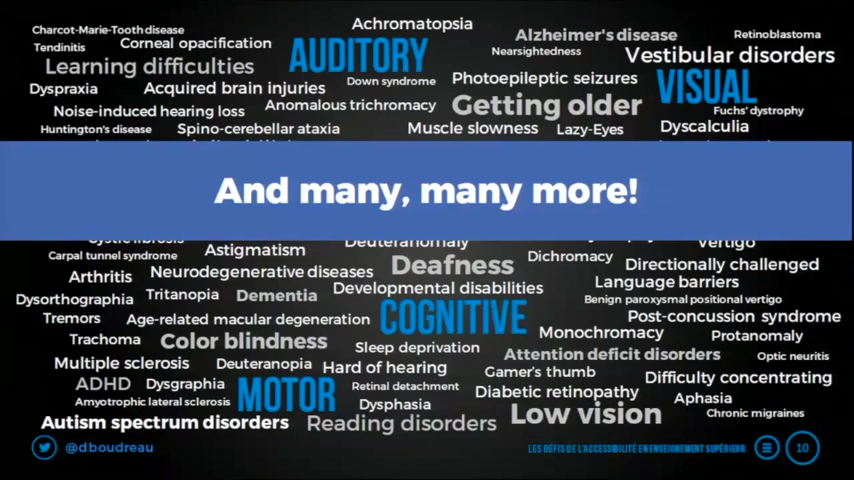 Achromatopsia
Charcot-Marie-Tooth disease
Alzheimer's disease
Retinoblastoma
Tendinitis
Corneal opacification
AUDITORY
Nearsightedness
Vestibular disorders
Learning difficulties
Down syndrome
Photoepileptic seizures
VISUAL
Dyspraxia
Acquired brain injuries
Noise-induced hearing loss
Anomalous trichromacy
Getting older
Fuchs' dystrophy
Huntington's disease
Spino-cerebellar ataxia
Muscle slowness
Lazy-Eyes
Dyscalculia
And many, many more!
Deuteranomaly
Vertigo
Carpal tunnel syndrome
Astigmatism
Dichromacy
Arthritis
Neurodegenerative diseases
Deafness
Directionally challenged
Language barriers
Dysorthographia
Tritanopia
Dementia
Developmental disabilities
Benign paroxysmal positional vertigo
Tremors
Age-related macular degeneration
COGNITIVE
Post-concussion syndrome
Trachoma
Color blindness
Sleep deprivation
Monochromacy
Protanomaly
Attention deficit disorders
Optic neuritis
Multiple sclerosis
Deuteranopia
Hard of hearing
Gamer's thumb
Difficulty concentrating
ADHD
Dysgraphia
MOTOR
Retinal detachment
Diabetic retinopathy
Aphasia
Amyotrophic lateral sclerosis
Dysphasia
Low vision
Chronic migraines
Autism spectrum disorders
Reading disorders
@dboudreau
LES DÉFIS DE L'ACCESSIBILITÉ EN ENSEIGNEMENT SUPÉRIEUR
10